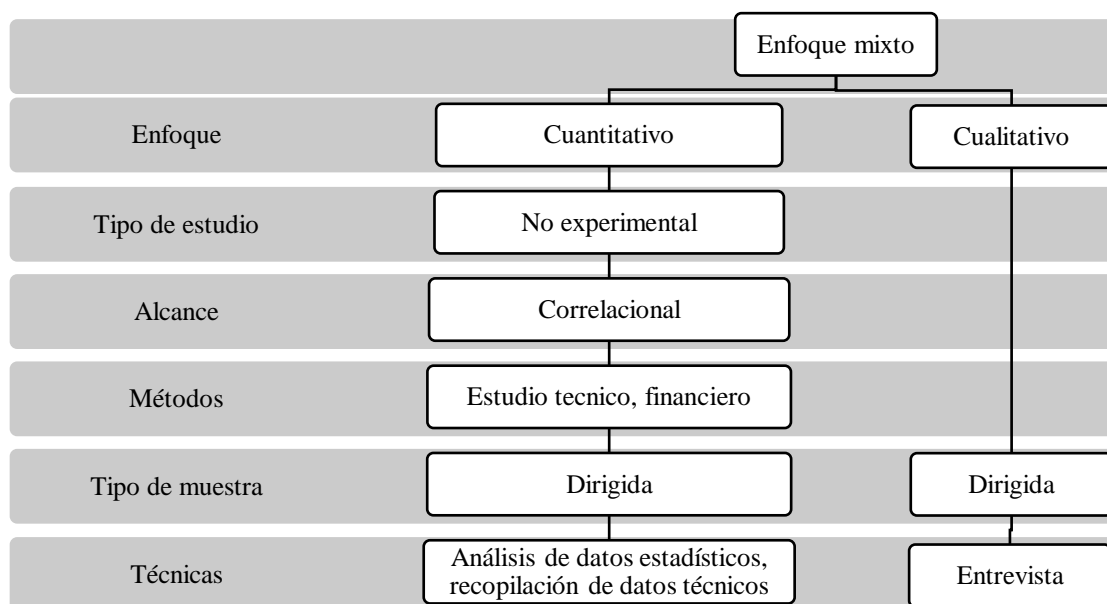 Enfoque mixto
Enfoque
Cuantitativo
Cualitativo
Tipo de estudio
No experimental
Alcance
Correlacional
Métodos
Estudio tecnico, financiero
Tipo de muestra
Dirigida
Dirigida
Técnicas
Análisis de datos estadísticos,
recopilación de datos técnicos
Entrevista